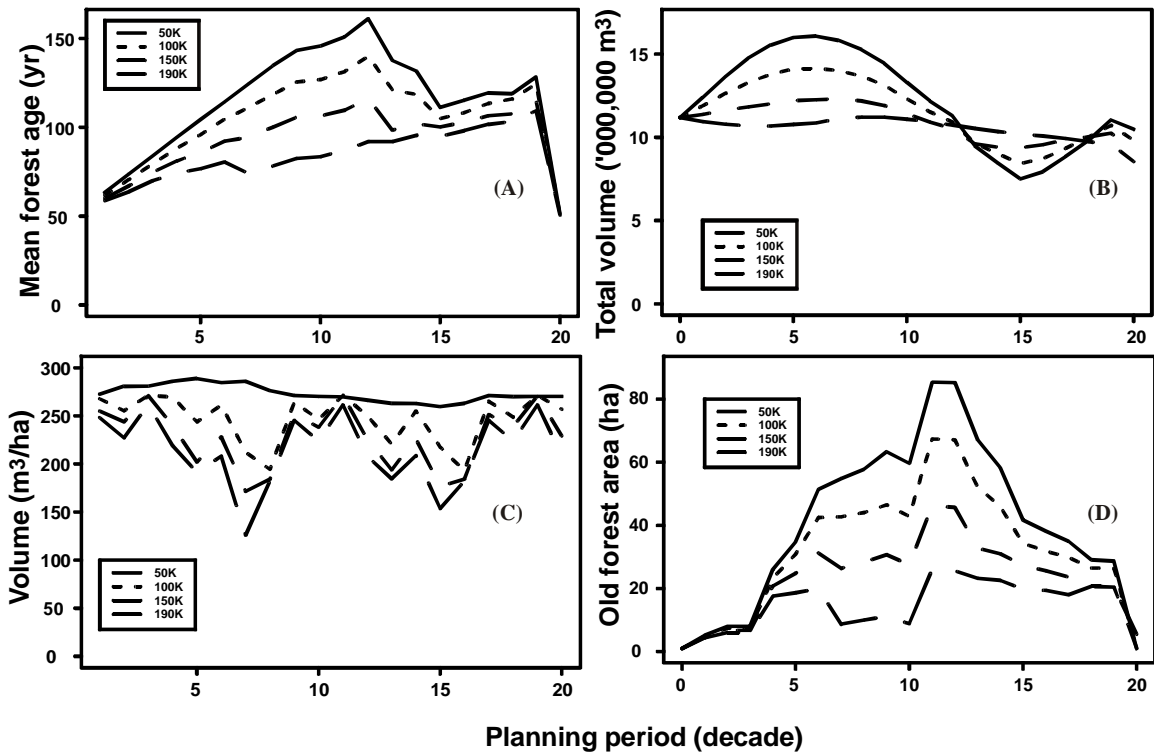 Mean forest age (yr)
150
100
50
0
50K
100K
150K
190K
(A)
5
10
15
20
Total volume ('000,000 m³)
15
10
5
0
50K
100K
150K
190K
(B)
0
5
10
15
20
Volume (m³/ha)
300
250
200
150
100
50
0
50K
100K
150K
190K
(C)
5
10
15
20
Old forest area (ha)
80
60
40
20
0
50K
100K
150K
190K
(D)
0
5
10
15
20
Planning period (decade)